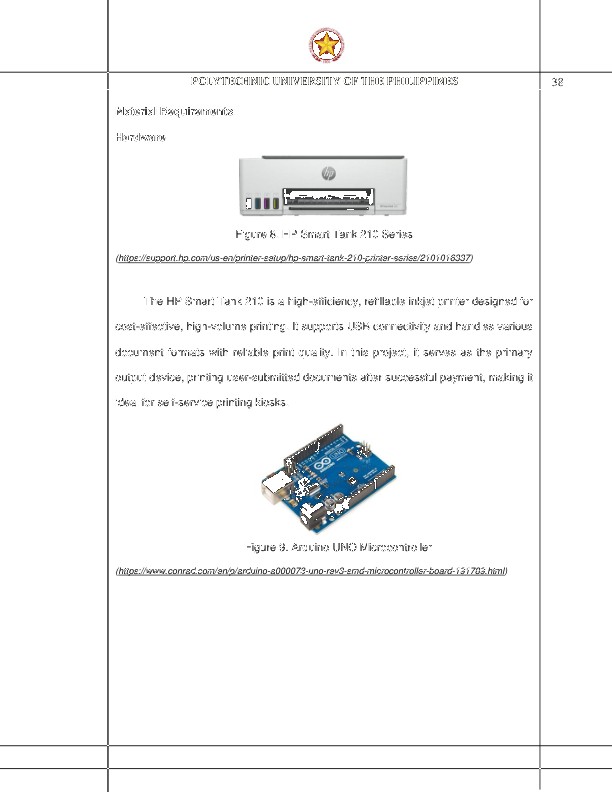 POLYTECHNIC UNIVERSITY OF THE PHILIPPINES
38
Material Requirements
Hardware
Figure 8. HP Smart Tank 210 Series
(https://support.hp.com/us-en/printer-setup/hp-smart-tank-210-printer-series/2101018337)
The HP Smart Tank 210 is a high-efficiency, refillable inkjet printer designed for
cost-effective, high-volume printing. It supports USB connectivity and handles various
document formats with reliable print quality. In this project, it serves as the primary
output device, printing user-submitted documents after successful payment, making it
ideal for self-service printing kiosks.
Figure 9. Arduino UNO Microcontroller
(https://www.conrad.com/en/p/arduino-a000073-uno-rev3-smd-microcontroller-board-191789.html)